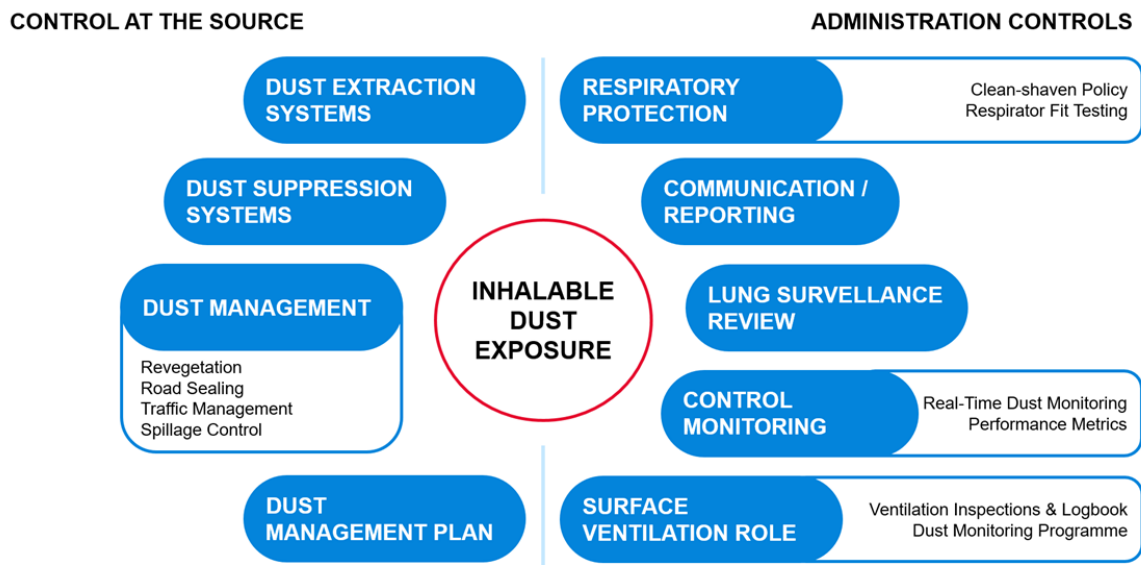 CONTROL AT THE SOURCE
ADMINISTRATION CONTROLS
DUST EXTRACTION
SYSTEMS
DUST SUPPRESSION
SYSTEMS
DUST MANAGEMENT
Revegetation
Road Sealing
Traffic Management
Spillage Control
DUST
MANAGEMENT PLAN
INHALABLE
DUST
EXPOSURE
RESPIRATORY
PROTECTION
Clean-shaven Policy
Respirator Fit Testing
COMMUNICATION /
REPORTING
LUNG SURVELLANCE
REVIEW
CONTROL
MONITORING
Real-Time Dust Monitoring
Performance Metrics
SURFACE
VENTILATION ROLE
Ventilation Inspections & Logbook
Dust Monitoring Programme